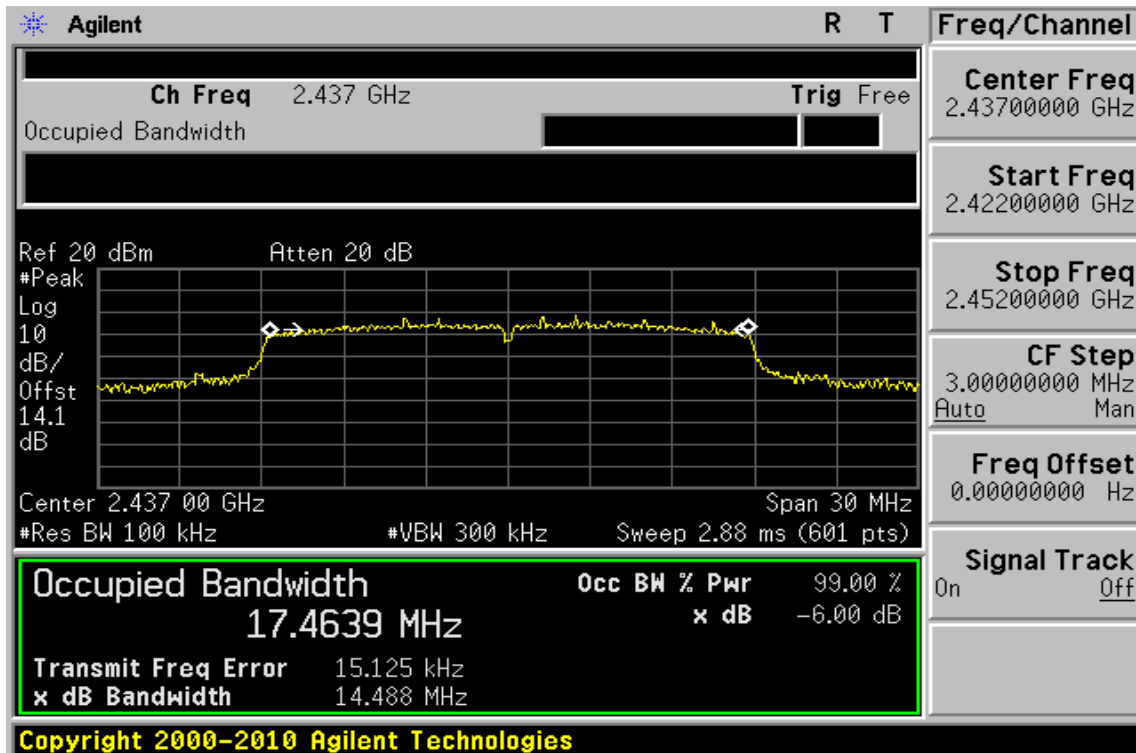 Agilent R T
Ch Freq 2.437 GHz Trig Free
Occupied Bandwidth
Ref 20 dBm Atten 20 dB
#Peak
Log
10
dB/
Offst
14.1
dB
Center 2.437 00 GHz Span 30 MHz
#Res BW 100 kHz #VBW 300 kHz Sweep 2.88 ms (601 pts)
Occupied Bandwidth
17.4639 MHz
Occ BW % Pwr 99.00 %
x dB -6.00 dB
Transmit Freq Error 15.125 kHz
x dB Bandwidth 14.488 MHz
Copyright 2000-2010 Agilent Technologies
Freq/Channel
Center Freq
2.43700000 GHz
Start Freq
2.42200000 GHz
Stop Freq
2.45200000 GHz
CF Step
3.00000000 MHz
Auto Man
Freq Offset
0.00000000 Hz
Signal Track
On Off